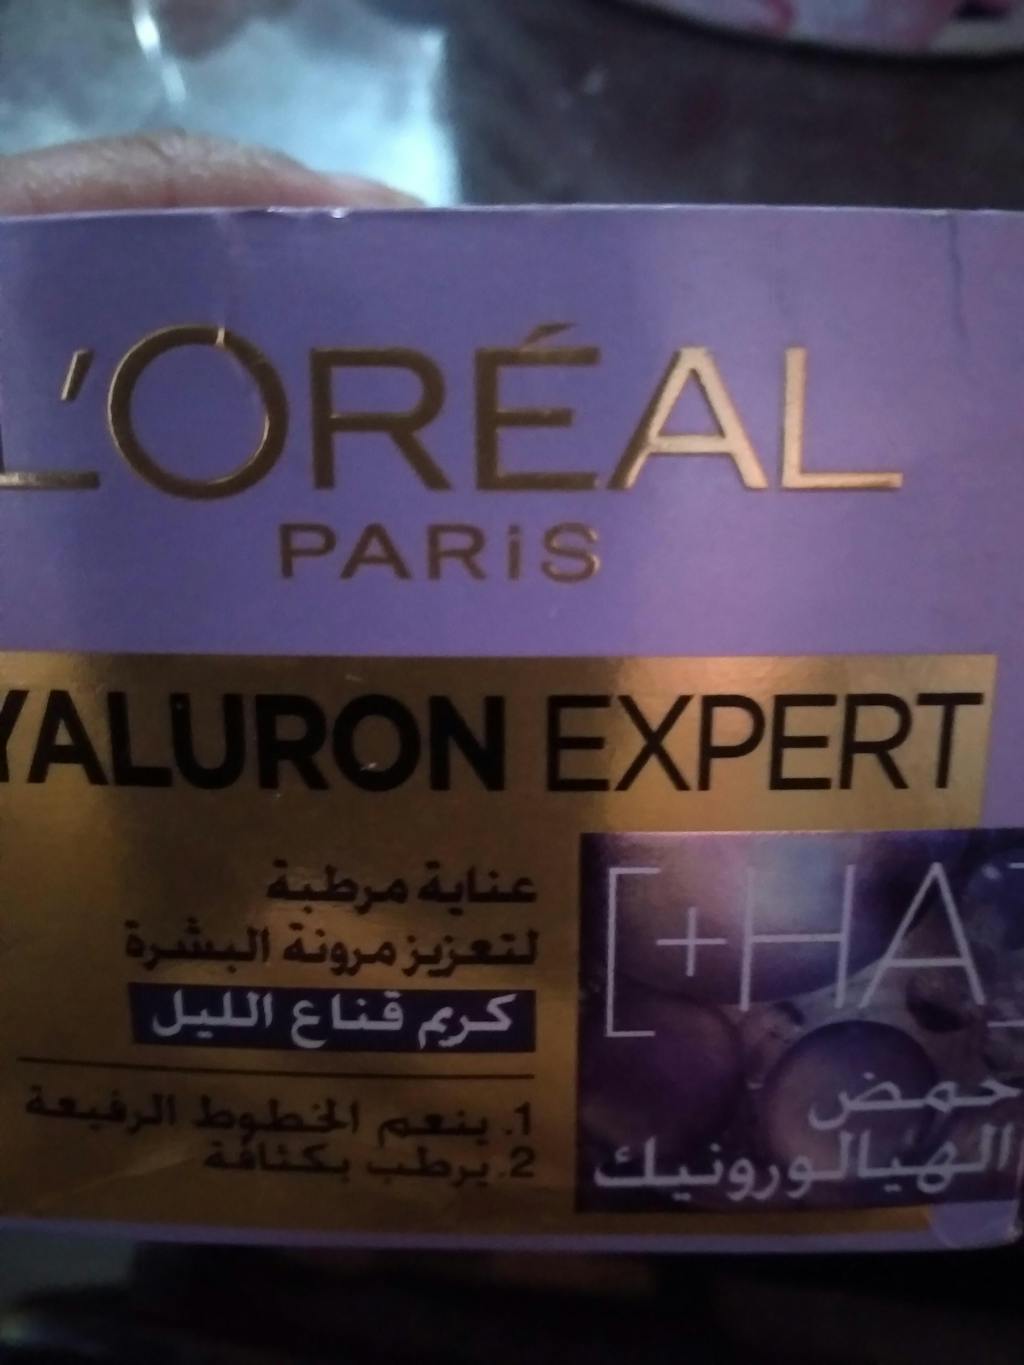 L'ORÉAL
PARiS
YALURON EXPERT
عناية مرطبة
لتعزيز مرونة البشرة
كريم قناع الليل
1. ينعم الخطوط الرفيعة
2. يرطب بكثافة
[+HA]
حمض
الهيالورونيك